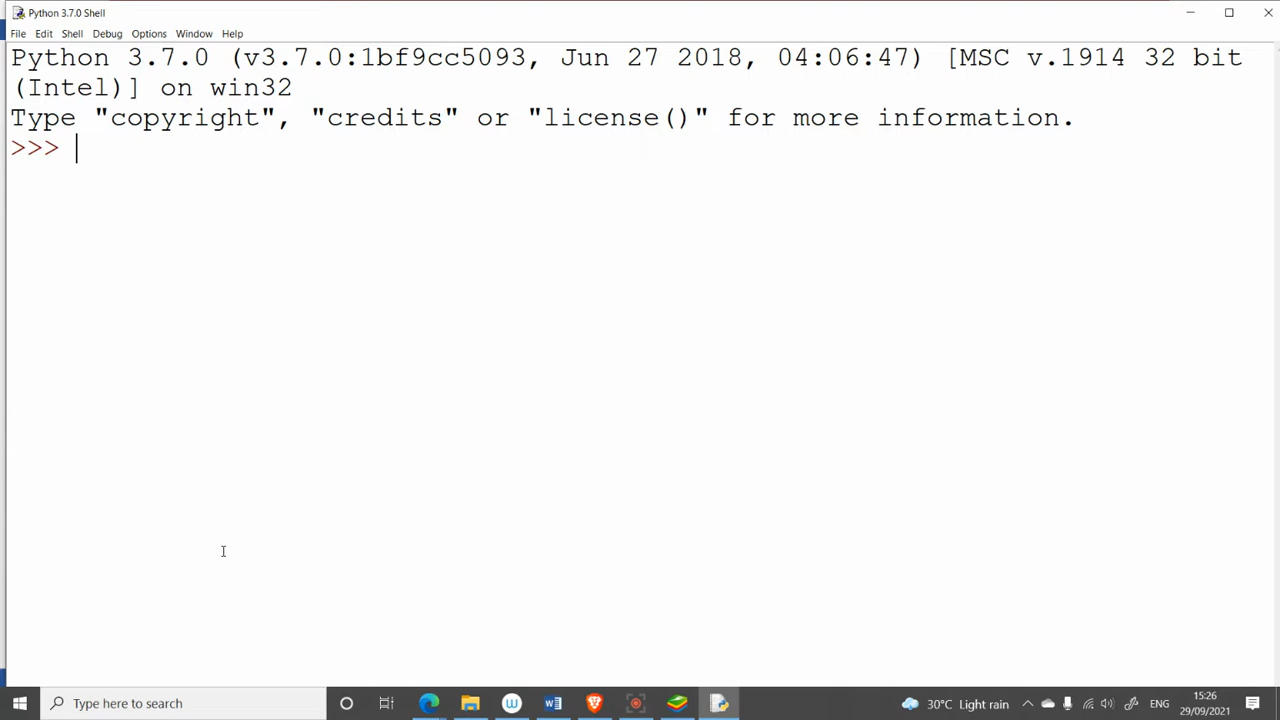 Python 3.7.0 Shell
File Edit Shell Debug Options Window Help
Python 3.7.0 (v3.7.0:1bf9cc5093, Jun 27 2018, 04:06:47) [MSC v.1914 32 bit
(Intel)] on win32
Type "copyright", "credits" or "license()" for more information.
>>>
Type here to search
W
W
30°C Light rain
ENG
15:26
29/09/2021